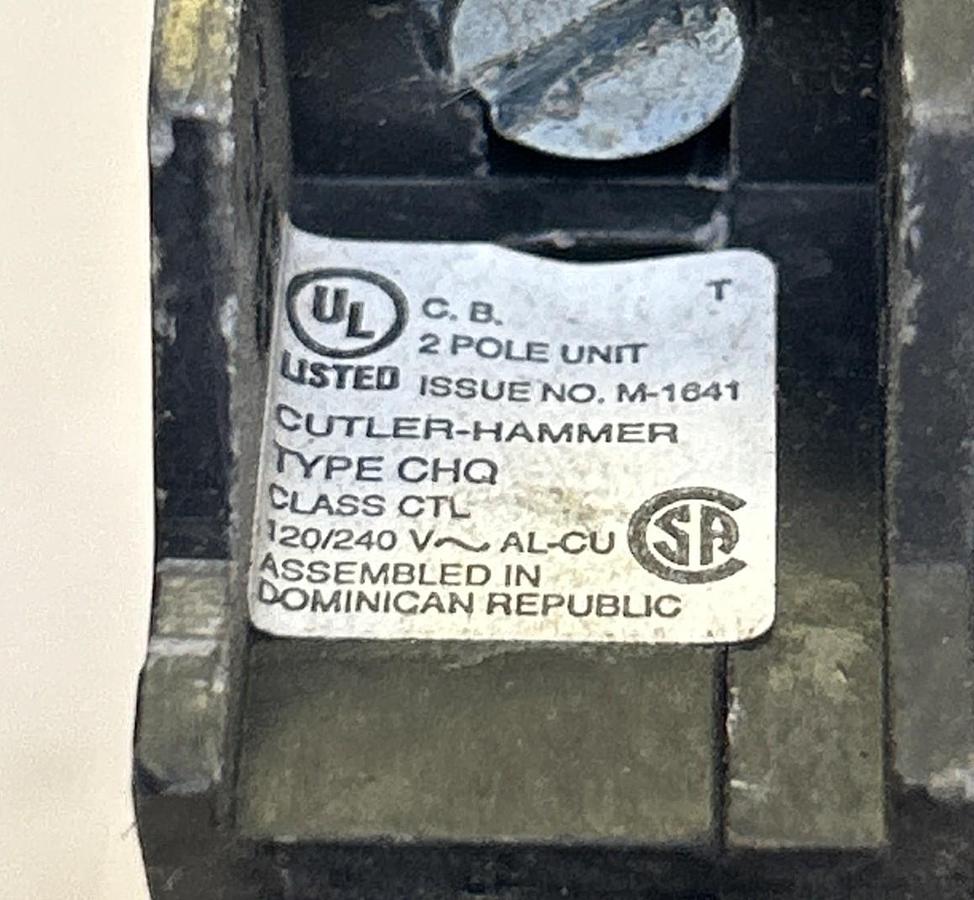 T
UL C. B.
2 POLE UNIT
LISTED ISSUE NO. M-1641
CUTLER-HAMMER
TYPE CHQ
CLASS CTL
120/240 V~ AL-CU SA
ASSEMBLED IN
DOMINICAN REPUBLIC